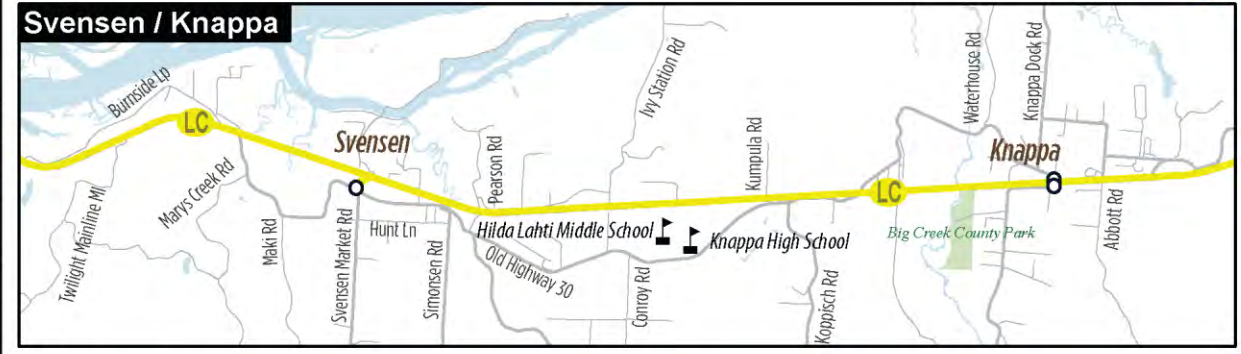 Svensen / Knappa
Burnside Lp
LC
Svensen
Ivy Station Rd
Waterhouse Rd
Knappa Dock Rd
Knappa
Pearson Rd
Kumpula Rd
LC
Twilight Mainline Ml
Marys Creek Rd
Maki Rd
Svensen Market Rd
Hunt Ln
Simonsen Rd
Hilda Lahti Middle School
Knappa High School
Old Highway 30
Conroy Rd
Koppisch Rd
Big Creek County Park
Abbott Rd